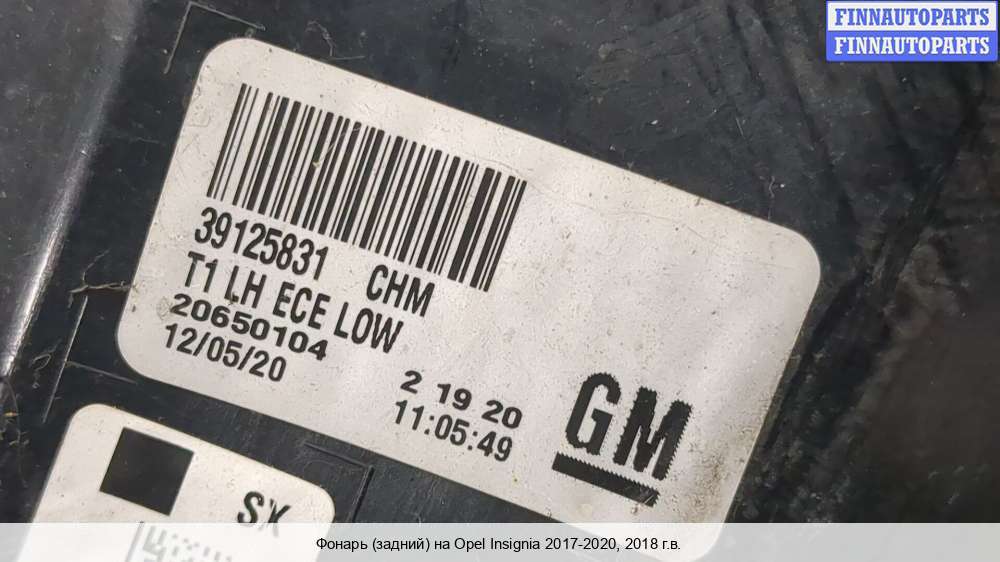 FINNAUTOPARTS
FINNAUTOPARTS
39125831 CHM
T1 LH ECE LOW
20650104 2 19 20
12/05/20 11:05:49
GM
SX
Фонарь (задний) на Opel Insignia 2017-2020, 2018 г.в.